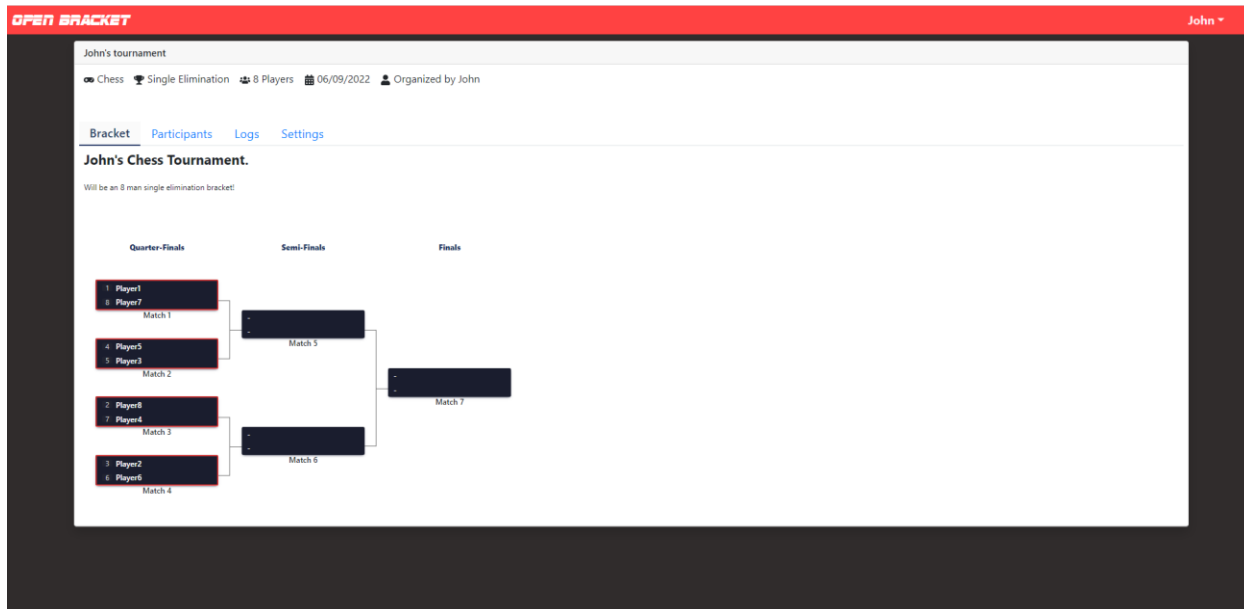 OPEN BRACKET
John
John's tournament
Chess Single Elimination 8 Players 06/09/2022 Organized by John
Bracket Participants Logs Settings
John's Chess Tournament.
Will be an 8 man single elimination bracket!
Quarter-Finals Semi-Finals Finals
1 Player1
8 Player7
Match 1
4 Player5
5 Player3
Match 2
2 Player8
7 Player4
Match 3
3 Player2
6 Player6
Match 4
-
-
Match 5
-
-
Match 6
-
-
Match 7